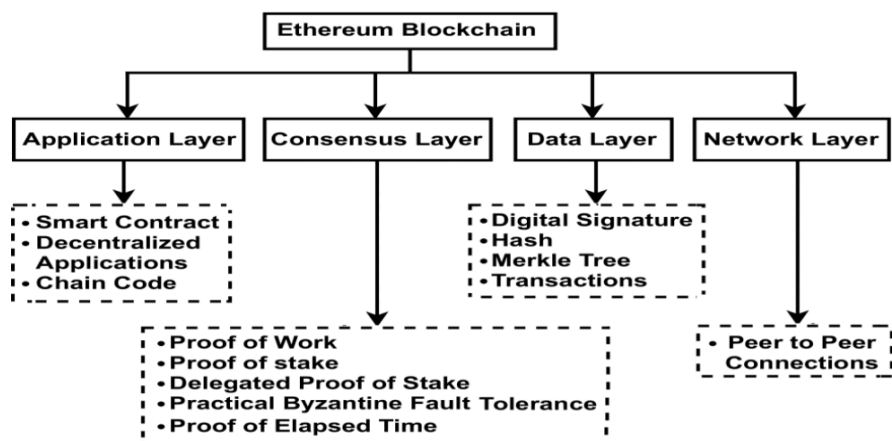 Ethereum Blockchain
Application Layer
Consensus Layer
Data Layer
Network Layer
• Smart Contract
• Decentralized
Applications
• Chain Code
• Digital Signature
• Hash
• Merkle Tree
• Transactions
• Proof of Work
• Proof of stake
• Delegated Proof of Stake
• Practical Byzantine Fault Tolerance
• Proof of Elapsed Time
• Peer to Peer
Connections